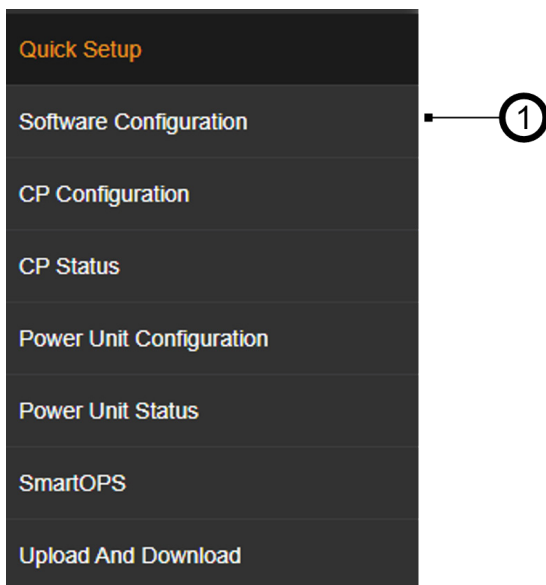 Quick Setup
Software Configuration
1
CP Configuration
CP Status
Power Unit Configuration
Power Unit Status
SmartOPS
Upload And Download